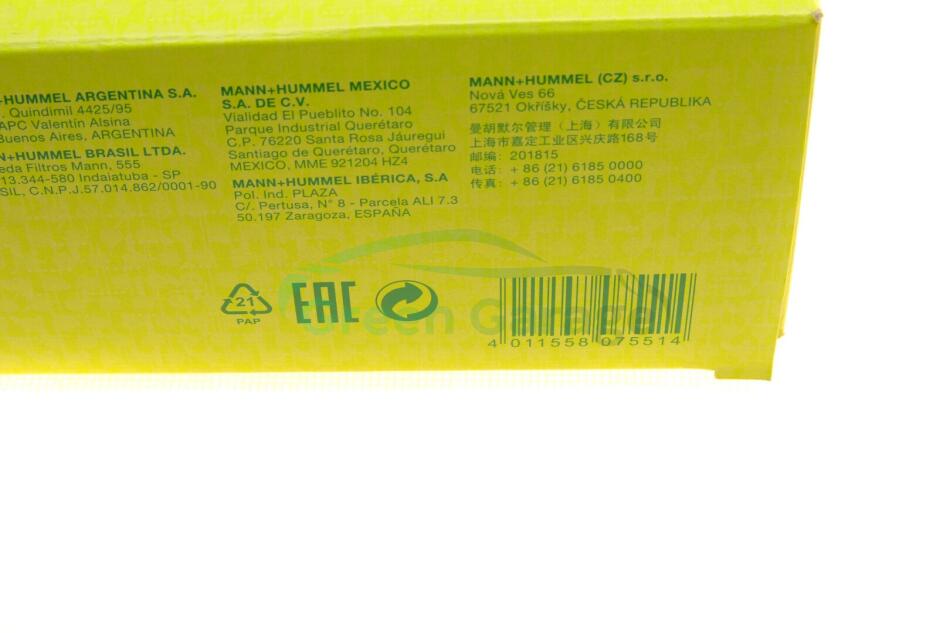 +HUMMEL ARGENTINA S.A.
. Quindimil 4425/95
APC Valentin Alsina
Buenos Aires, ARGENTINA
N+HUMMEL BRASIL LTDA.
eda Filtros Mann, 555
13.344-580 Indaiatuba - SP
SIL, C.N.P.J.57.014.862/0001-90
MANN+HUMMEL MEXICO
S.A. DE C.V.
Vialidad El Pueblito No. 104
Parque Industrial Querétaro
C.P. 76220 Santa Rosa Jáuregui
Santiago de Querétaro, Querétaro
MEXICO, MME 921204 HZ4
MANN+HUMMEL IBÉRICA, S.A
Pol. Ind. PLAZA
C/. Pertusa, N° 8 - Parcela ALI 7.3
50.197 Zaragoza, ESPAÑA
MANN+HUMMEL (CZ) s.r.o.
Nová Ves 66
67521 Okříšky, ČESKÁ REPUBLIKA
曼胡默尔管理（上海）有限公司
上海市嘉定工业区兴庆路168号
邮编: 201815
电话: + 86 (21) 6185 0000
传真: + 86 (21) 6185 0400
21
PAP
EAC
Green Garage
4 011558 075514